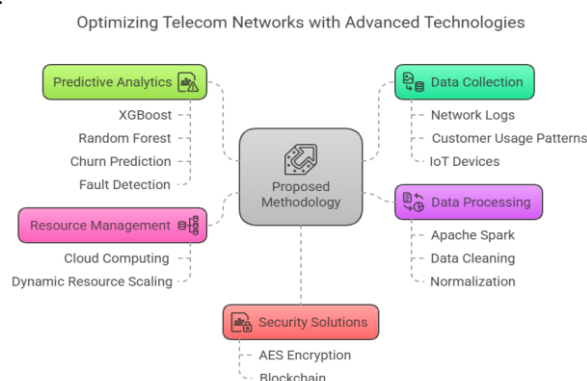 Optimizing Telecom Networks with Advanced Technologies
Predictive Analytics
XGBoost
Random Forest
Churn Prediction
Fault Detection
Resource Management
Cloud Computing
Dynamic Resource Scaling
Proposed
Methodology
Data Collection
Network Logs
Customer Usage Patterns
IoT Devices
Data Processing
Apache Spark
Data Cleaning
Normalization
Security Solutions
AES Encryption
Blockchain